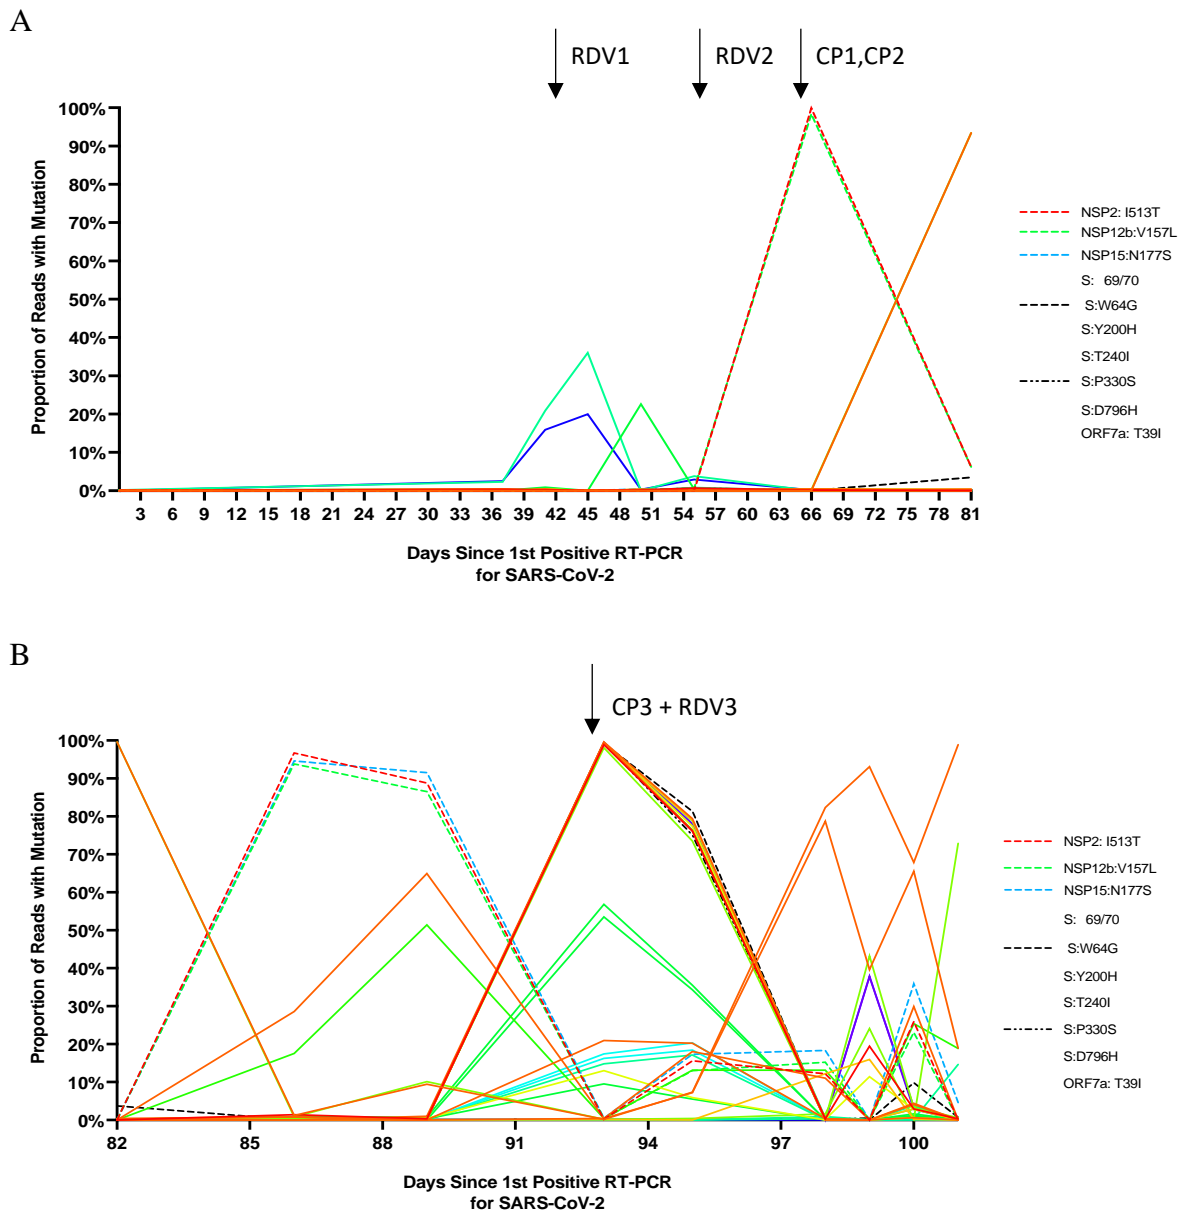 A
RDV1
RDV2
CP1,CP2
100%
90%
80%
70%
60%
50%
40%
30%
20%
10%
0%
Proportion of Reads with Mutation
3 6 9 12 15 18 21 24 27 30 33 36 39 42 45 48 51 54 57 60 63 66 69 72 75 78 81
Days Since 1st Positive RT-PCR
for SARS-CoV-2
NSP2: I513T
NSP12b:V157L
NSP15:N177S
S: 69/70
S:W64G
S:Y200H
S:T240I
S:P330S
S:D796H
ORF7a: T39I
B
CP3 + RDV3
100%
90%
80%
70%
60%
50%
40%
30%
20%
10%
0%
Proportion of Reads with Mutation
82 85 88 91 94 97 100
Days Since 1st Positive RT-PCR
for SARS-CoV-2
NSP2: I513T
NSP12b:V157L
NSP15:N177S
S: 69/70
S:W64G
S:Y200H
S:T240I
S:P330S
S:D796H
ORF7a: T39I